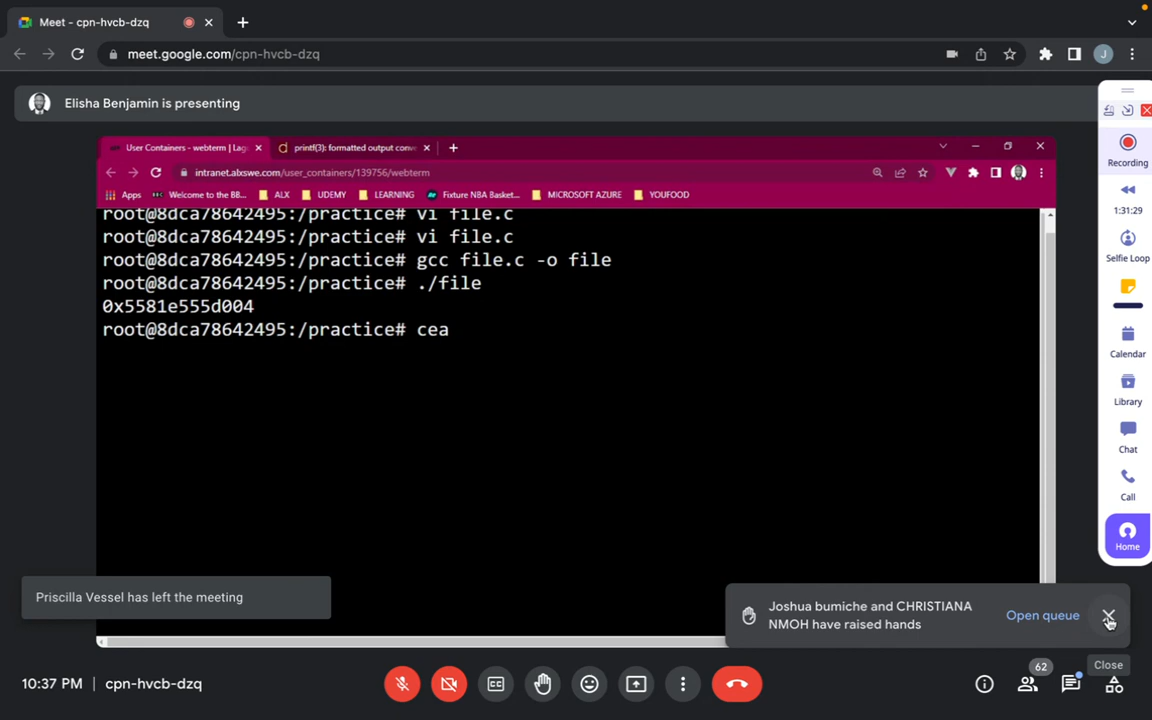 Meet - cpn-hvcb-dzq
meet.google.com/cpn-hvcb-dzq
J
Elisha Benjamin is presenting
User Containers - webterm | Lag
printf(3): formatted output conv
intranet.alxswe.com/user_containers/139756/webterm
Apps
Welcome to the BB...
ALX
UDEMY
LEARNING
Fixture NBA Basket...
MICROSOFT AZURE
YOUFOOD
root@8dca78642495:/practice# vi file.c
root@8dca78642495:/practice# vi file.c
root@8dca78642495:/practice# gcc file.c -o file
root@8dca78642495:/practice# ./file
0x5581e555d004
root@8dca78642495:/practice# cea
Recording
1:31:29
Selfie Loop
Calendar
Library
Chat
Call
Home
Priscilla Vessel has left the meeting
Joshua bumiche and CHRISTIANA
NMOH have raised hands
Open queue
Close
10:37 PM | cpn-hvcb-dzq
62